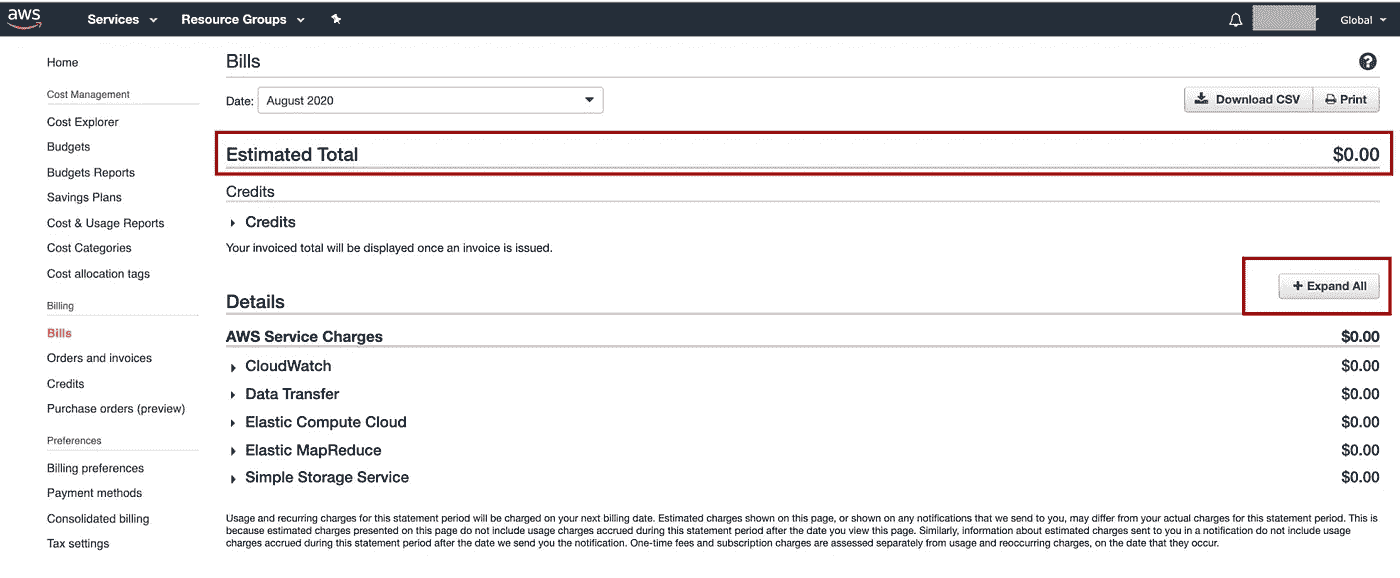 aws Services Resource Groups Global
Home
Cost Management
Cost Explorer
Budgets
Budgets Reports
Savings Plans
Cost & Usage Reports
Cost Categories
Cost allocation tags
Billing
Bills
Orders and invoices
Credits
Purchase orders (preview)
Preferences
Billing preferences
Payment methods
Consolidated billing
Tax settings
Bills
?
Date: August 2020
Download CSV Print
Estimated Total $0.00
Credits
Credits
Your invoiced total will be displayed once an invoice is issued.
+ Expand All
Details
AWS Service Charges $0.00
CloudWatch $0.00
Data Transfer $0.00
Elastic Compute Cloud $0.00
Elastic MapReduce $0.00
Simple Storage Service $0.00
Usage and recurring charges for this statement period will be charged on your next billing date. Estimated charges shown on this page, or shown on any notifications that we send to you, may differ from your actual charges for this statement period. This is
because estimated charges presented on this page do not include usage charges accrued during this statement period after the date you view this page. Similarly, information about estimated charges sent to you in a notification do not include usage
charges accrued during this statement period after the date we send you the notification. One-time fees and subscription charges are assessed separately from usage and reoccurring charges, on the date that they occur.